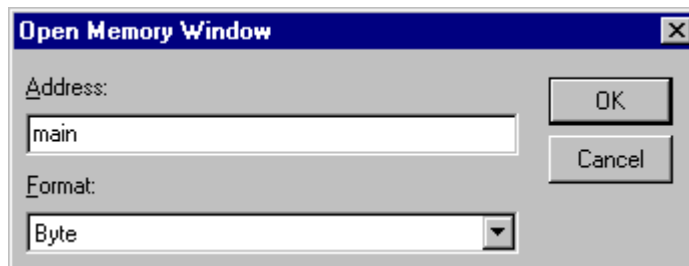 Open Memory Window
Address:
main
OK
Cancel
Format:
Byte